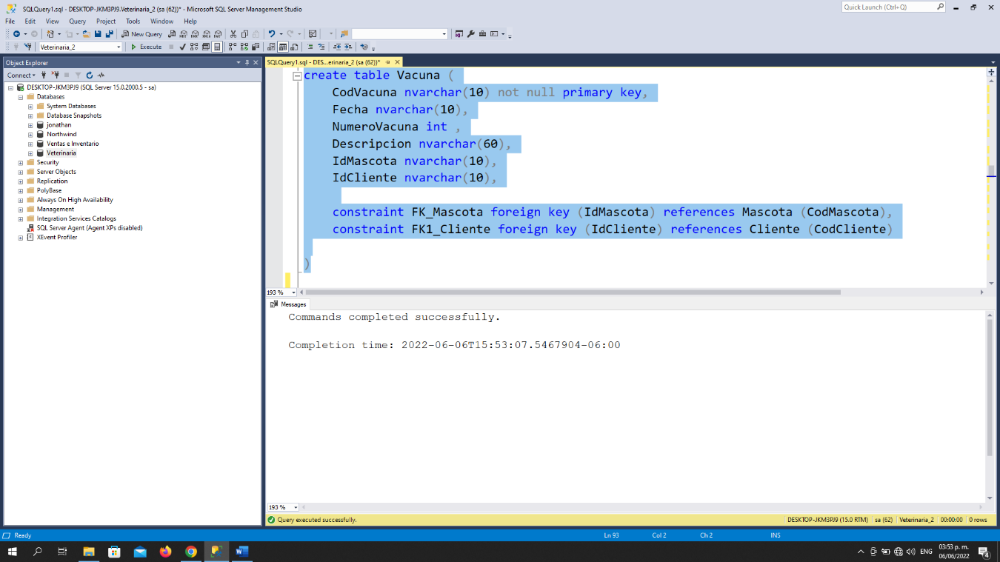 SQLQuery1.sql - DESKTOP-JKM3PJ9.Veterinaria_2 (sa (62))* - Microsoft SQL Server Management Studio
Quick Launch (Ctrl+Q)
File Edit View Query Project Tools Window Help
New Query
Veterinaria_2 Execute
Object Explorer
Connect
DESKTOP-JKM3PJ9 (SQL Server 15.0.2000.5 - sa)
Databases
System Databases
Database Snapshots
jonathan
Northwind
Ventas e Inventario
Veterinaria
Security
Server Objects
Replication
PolyBase
Always On High Availability
Management
Integration Services Catalogs
SQL Server Agent (Agent XPs disabled)
XEvent Profiler
SQLQuery1.sql - DES...erinaria_2 (sa (62))*
create table Vacuna (
CodVacuna nvarchar(10) not null primary key,
Fecha nvarchar(10),
NumeroVacuna int ,
Descripcion nvarchar(60),
IdMascota nvarchar(10),
IdCliente nvarchar(10),
constraint FK_Mascota foreign key (IdMascota) references Mascota (CodMascota),
constraint FK1_Cliente foreign key (IdCliente) references Cliente (CodCliente)
)
193 %
Messages
Commands completed successfully.
Completion time: 2022-06-06T15:53:07.5467904-06:00
193 %
Query executed successfully. DESKTOP-JKM3PJ9 (15.0 RTM) sa (62) Veterinaria_2 00:00:00 0 rows
Ready Ln 93 Col 2 Ch 2 INS
ENG 03:53 p. m.
06/06/2022
4